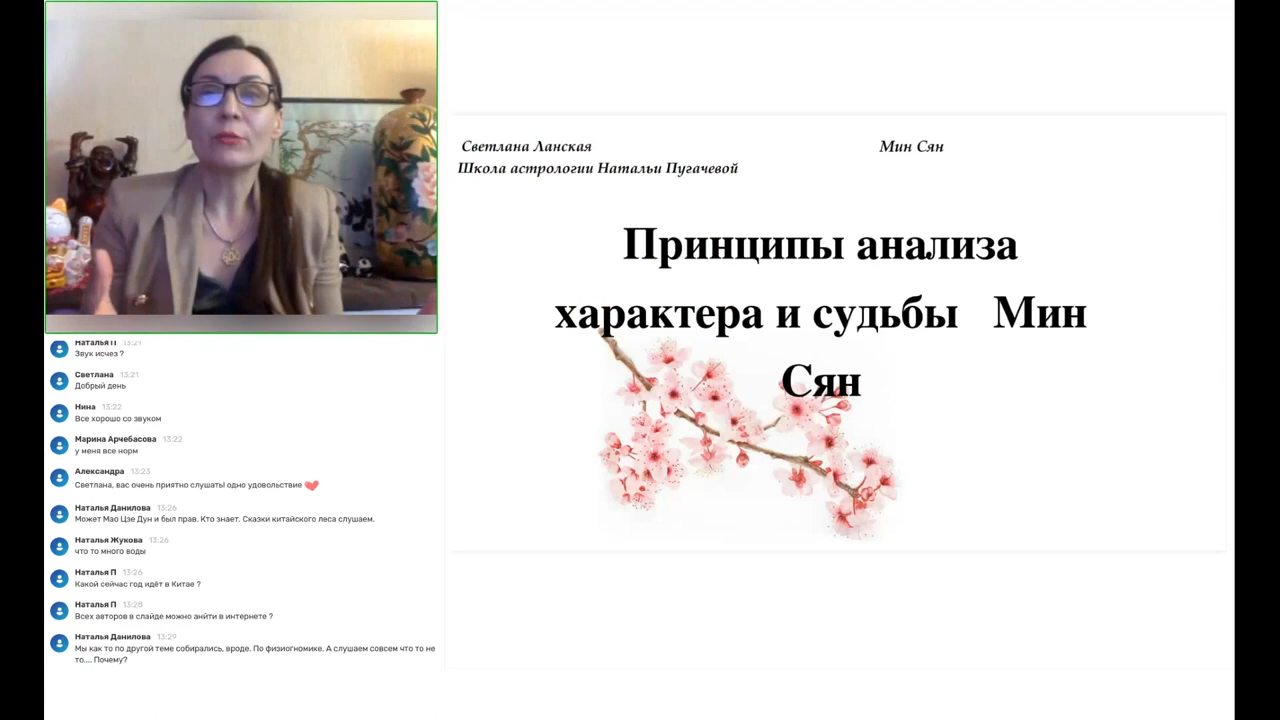 Светлана Ланская
Мин Сян
Школа астрологии Натальи Пугачевой
Принципы анализа
характера и судьбы Мин
Сян
Наталья П 13:21
Звук исчез ?
Светлана 13:21
Добрый день
Нина 13:22
Все хорошо со звуком
Марина Арчебасова 13:22
у меня все норм
Александра 13:23
Светлана, вас очень приятно слушать! одно удовольствие ❤
Наталья Данилова 13:26
Может Мао Цзе Дун и был прав. Кто знает. Сказки китайского леса слушаем.
Наталья Жукова 13:26
что то много воды
Наталья П 13:26
Какой сейчас год идёт в Китае ?
Наталья П 13:28
Всех авторов в слайде можно анйти в интернете ?
Наталья Данилова 13:29
Мы как то по другой теме собирались, вроде. По физиогномике. А слушаем совсем что то не
то.... Почему?